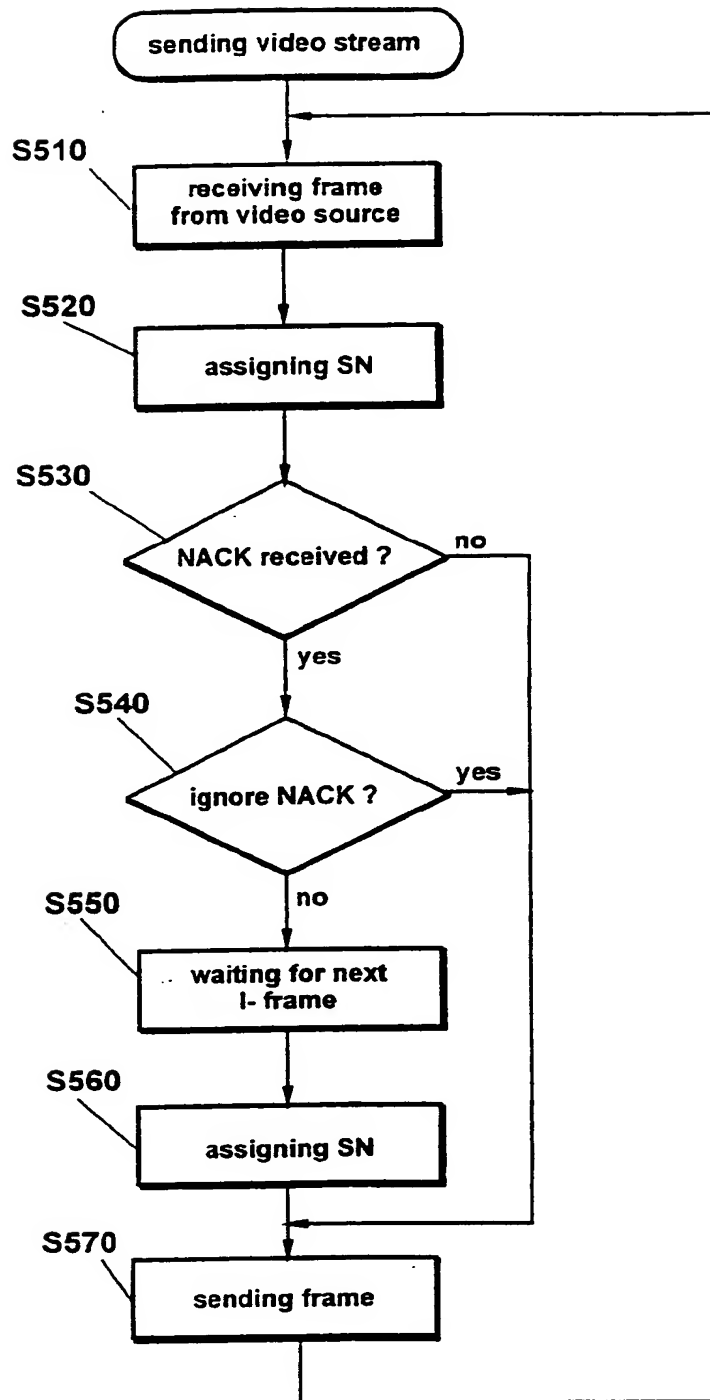 sending video stream
S510
receiving frame
from video source
S520
assigning SN
S530
NACK received ?
no
yes
S540
ignore NACK ?
yes
no
S550
waiting for next
I- frame
S560
assigning SN
S570
sending frame